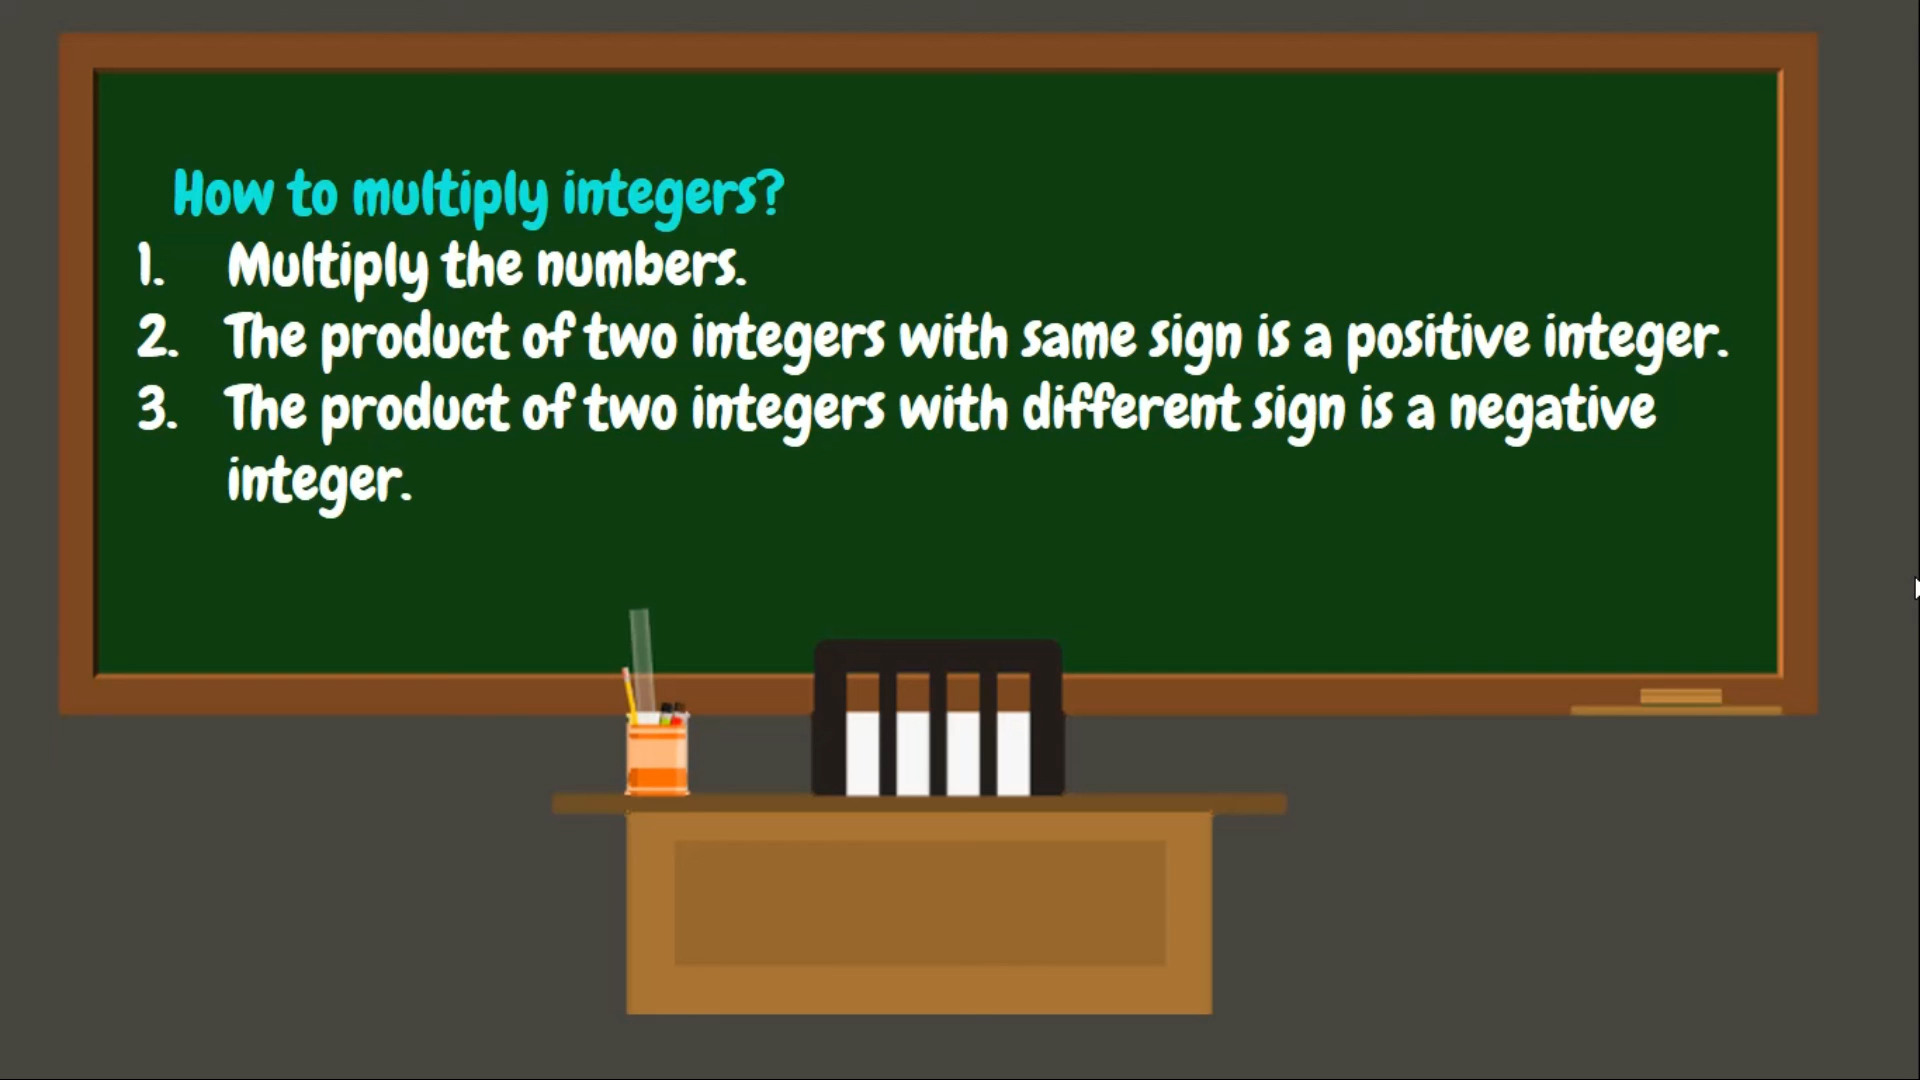 How to multiply integers?
1. Multiply the numbers.
2. The product of two integers with same sign is a positive integer.
3. The product of two integers with different sign is a negative
integer.